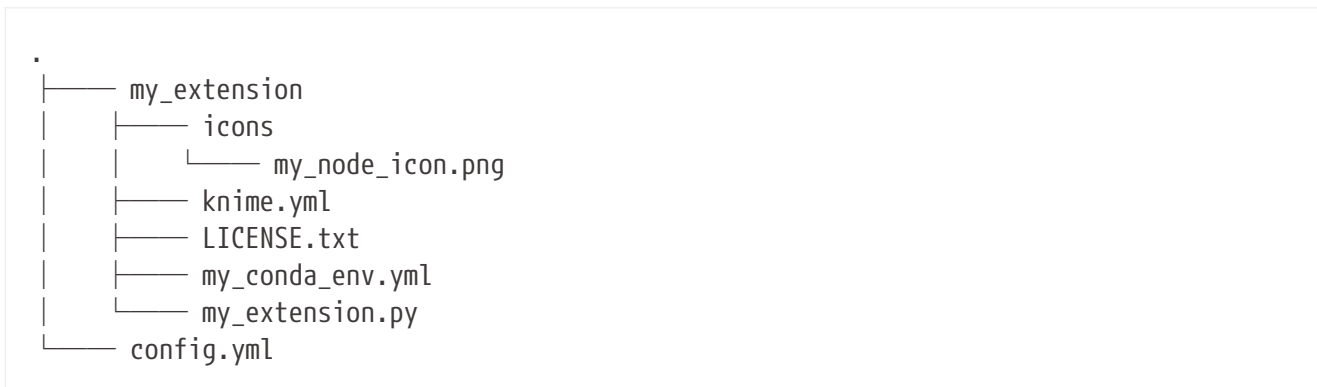 .
├── my_extension
│   ├── icons
│   │   └── my_node_icon.png
│   ├── knime.yml
│   ├── LICENSE.txt
│   ├── my_conda_env.yml
│   └── my_extension.py
└── config.yml